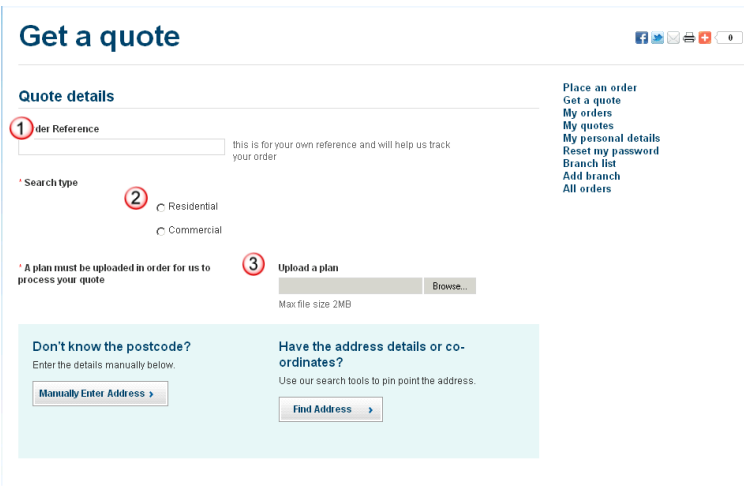 Get a quote
0
Quote details
1 der Reference
this is for your own reference and will help us track
your order
* Search type
2
Residential
Commercial
* A plan must be uploaded in order for us to
process your quote
3 Upload a plan
Browse...
Max file size 2MB
Don't know the postcode?
Enter the details manually below.
Manually Enter Address ›
Have the address details or co-
ordinates?
Use our search tools to pin point the address.
Find Address ›
Place an order
Get a quote
My orders
My quotes
My personal details
Reset my password
Branch list
Add branch
All orders